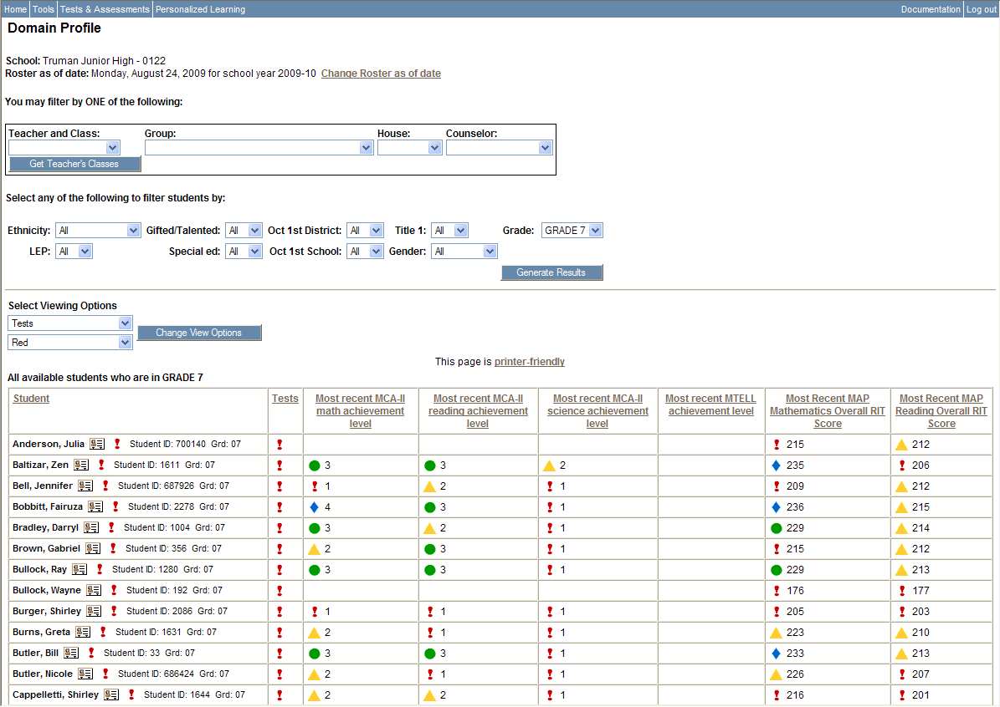 Home Tools Tests & Assessments Personalized Learning Documentation Log out
Domain Profile
School: Truman Junior High - 0122
Roster as of date: Monday, August 24, 2009 for school year 2009-10 Change Roster as of date
You may filter by ONE of the following:
Teacher and Class: Group: House: Counselor:
Get Teacher's Classes
Select any of the following to filter students by:
Ethnicity: All Gifted/Talented: All Oct 1st District: All Title 1: All Grade: GRADE 7
LEP: All Special ed: All Oct 1st School: All Gender: All
Generate Results
Select Viewing Options
Tests
Change View Options
Red
This page is printer-friendly
All available students who are in GRADE 7
Student Tests Most recent MCA-II math achievement level Most recent MCA-II reading achievement level Most recent MCA-II science achievement level Most recent MTELL achievement level Most Recent MAP Mathematics Overall RIT Score Most Recent MAP Reading Overall RIT Score
Anderson, Julia Student ID: 700140 Grd: 07 215 212
Baltizar, Zen Student ID: 1611 Grd: 07 3 3 2 235 206
Bell, Jennifer Student ID: 687926 Grd: 07 1 2 1 209 212
Bobbitt, Fairuza Student ID: 2278 Grd: 07 4 3 1 236 215
Bradley, Darryl Student ID: 1004 Grd: 07 3 2 1 229 214
Brown, Gabriel Student ID: 356 Grd: 07 2 3 1 215 212
Bullock, Ray Student ID: 1280 Grd: 07 3 3 1 229 213
Bullock, Wayne Student ID: 192 Grd: 07 176 177
Burger, Shirley Student ID: 2086 Grd: 07 1 1 1 205 203
Burns, Greta Student ID: 1631 Grd: 07 2 1 1 223 210
Butler, Bill Student ID: 33 Grd: 07 3 3 1 233 213
Butler, Nicole Student ID: 686424 Grd: 07 2 1 1 226 207
Cappelletti, Shirley Student ID: 1644 Grd: 07 2 2 1 216 201